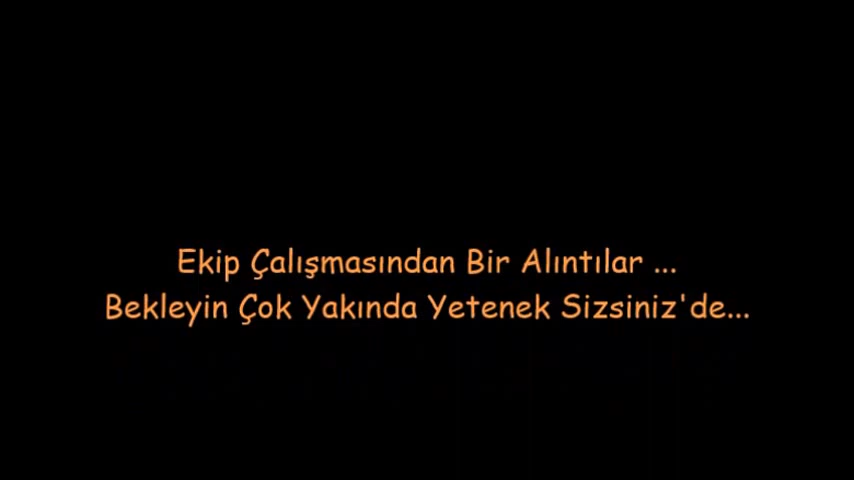 Ekip Çalışmasından Bir Alıntılar ...
Bekleyin Çok Yakında Yetenek Sizsiniz'de...